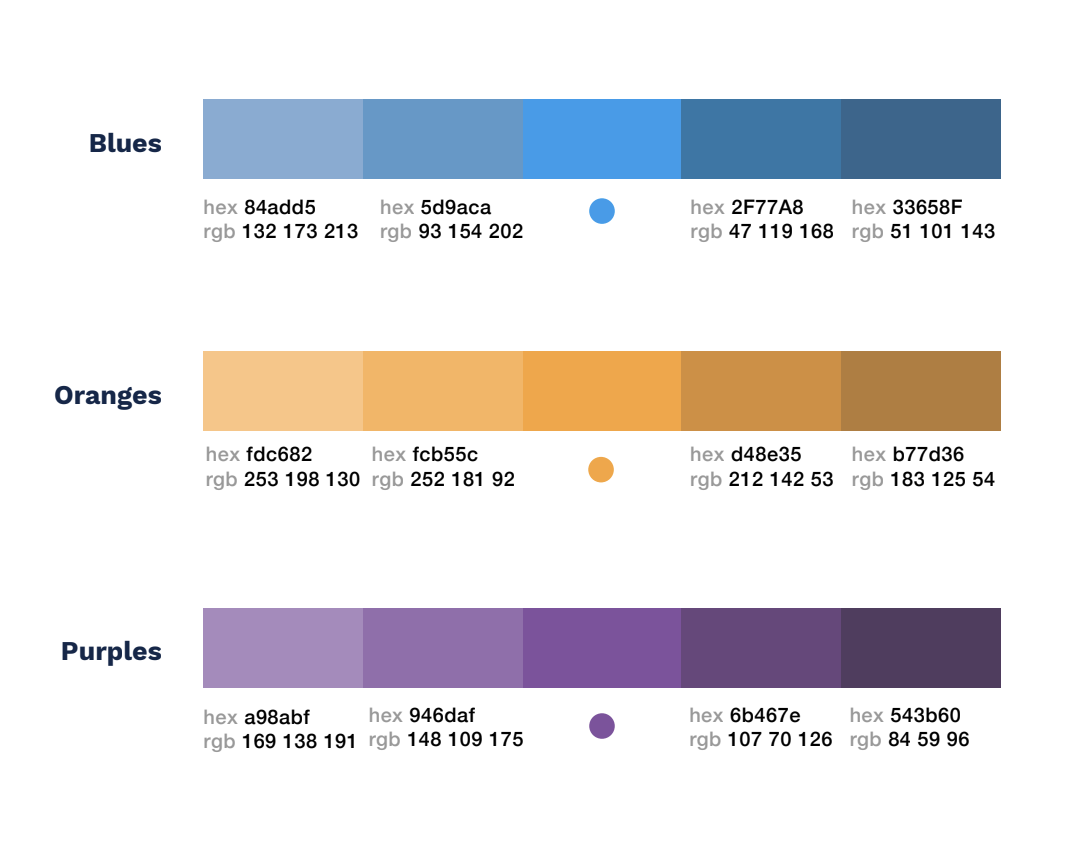 Blues
hex 84add5
rgb 132 173 213
hex 5d9aca
rgb 93 154 202
hex 2F77A8
rgb 47 119 168
hex 33658F
rgb 51 101 143
Oranges
hex fdc682
rgb 253 198 130
hex fcb55c
rgb 252 181 92
hex d48e35
rgb 212 142 53
hex b77d36
rgb 183 125 54
Purples
hex a98abf
rgb 169 138 191
hex 946daf
rgb 148 109 175
hex 6b467e
rgb 107 70 126
hex 543b60
rgb 84 59 96